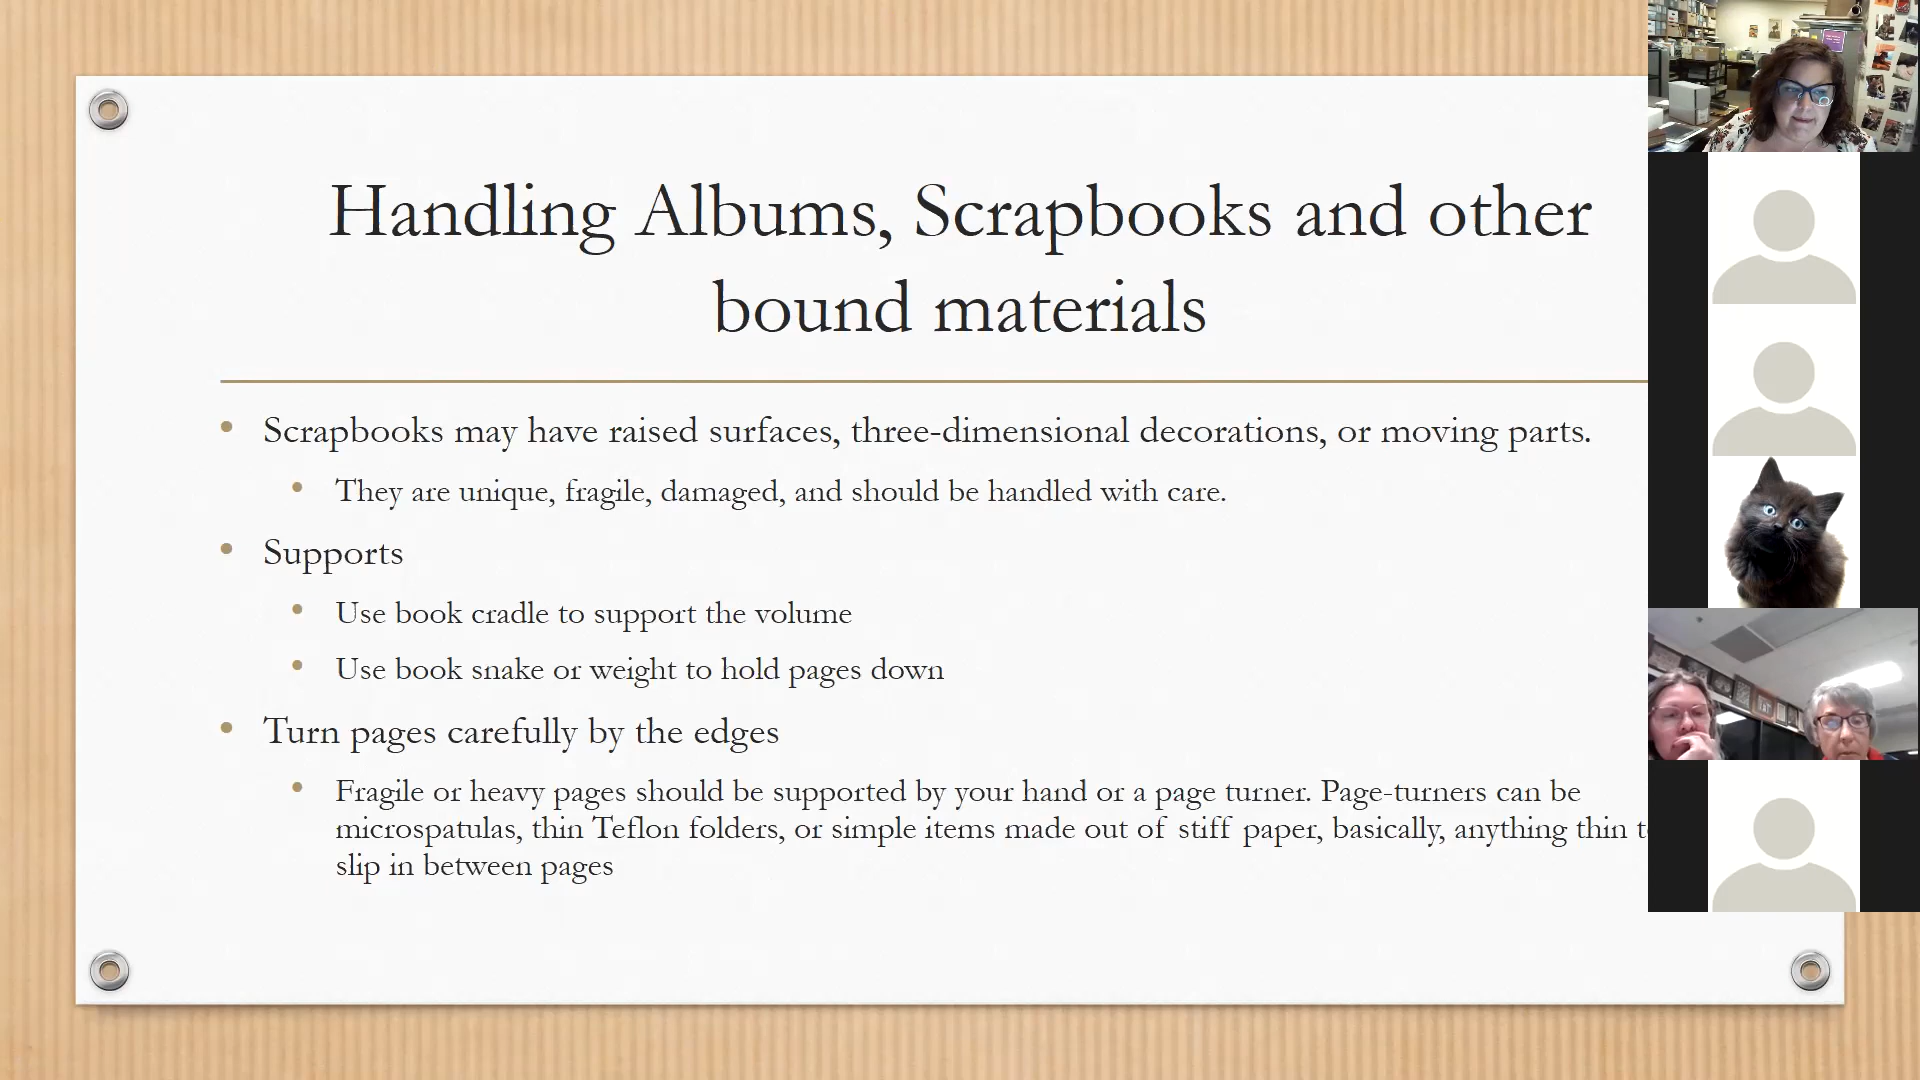 Handling Albums, Scrapbooks and other
bound materials
Scrapbooks may have raised surfaces, three-dimensional decorations, or moving parts.
They are unique, fragile, damaged, and should be handled with care.
Supports
Use book cradle to support the volume
Use book snake or weight to hold pages down
Turn pages carefully by the edges
Fragile or heavy pages should be supported by your hand or a page turner. Page-turners can be
microspatulas, thin Teflon folders, or simple items made out of stiff paper, basically, anything thin
slip in between pages